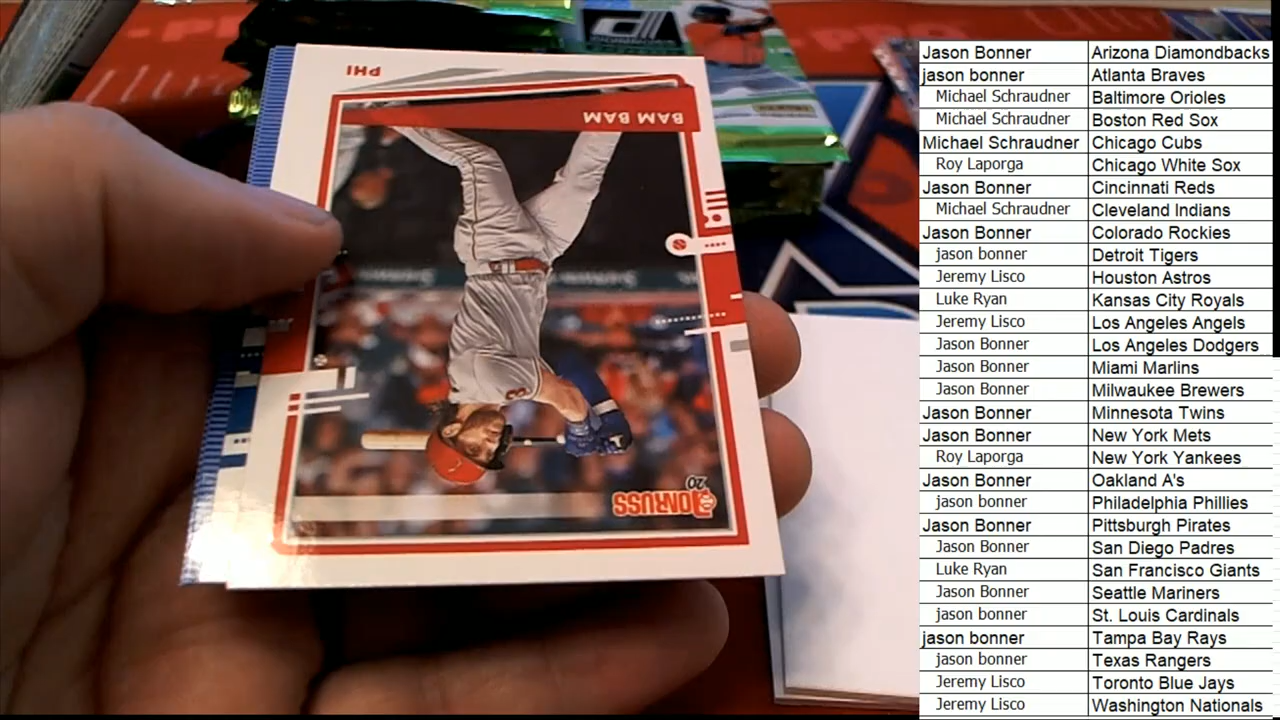 PHI
BAM BAM
3
20
DONRUSS
Jason Bonner Arizona Diamondbacks
jason bonner Atlanta Braves
Michael Schraudner Baltimore Orioles
Michael Schraudner Boston Red Sox
Michael Schraudner Chicago Cubs
Roy Laporga Chicago White Sox
Jason Bonner Cincinnati Reds
Michael Schraudner Cleveland Indians
Jason Bonner Colorado Rockies
jason bonner Detroit Tigers
Jeremy Lisco Houston Astros
Luke Ryan Kansas City Royals
Jeremy Lisco Los Angeles Angels
Jason Bonner Los Angeles Dodgers
Jason Bonner Miami Marlins
Jason Bonner Milwaukee Brewers
Jason Bonner Minnesota Twins
Jason Bonner New York Mets
Roy Laporga New York Yankees
Jason Bonner Oakland A's
jason bonner Philadelphia Phillies
Jason Bonner Pittsburgh Pirates
Jason Bonner San Diego Padres
Luke Ryan San Francisco Giants
Jason Bonner Seattle Mariners
jason bonner St. Louis Cardinals
jason bonner Tampa Bay Rays
jason bonner Texas Rangers
Jeremy Lisco Toronto Blue Jays
Jeremy Lisco Washington Nationals